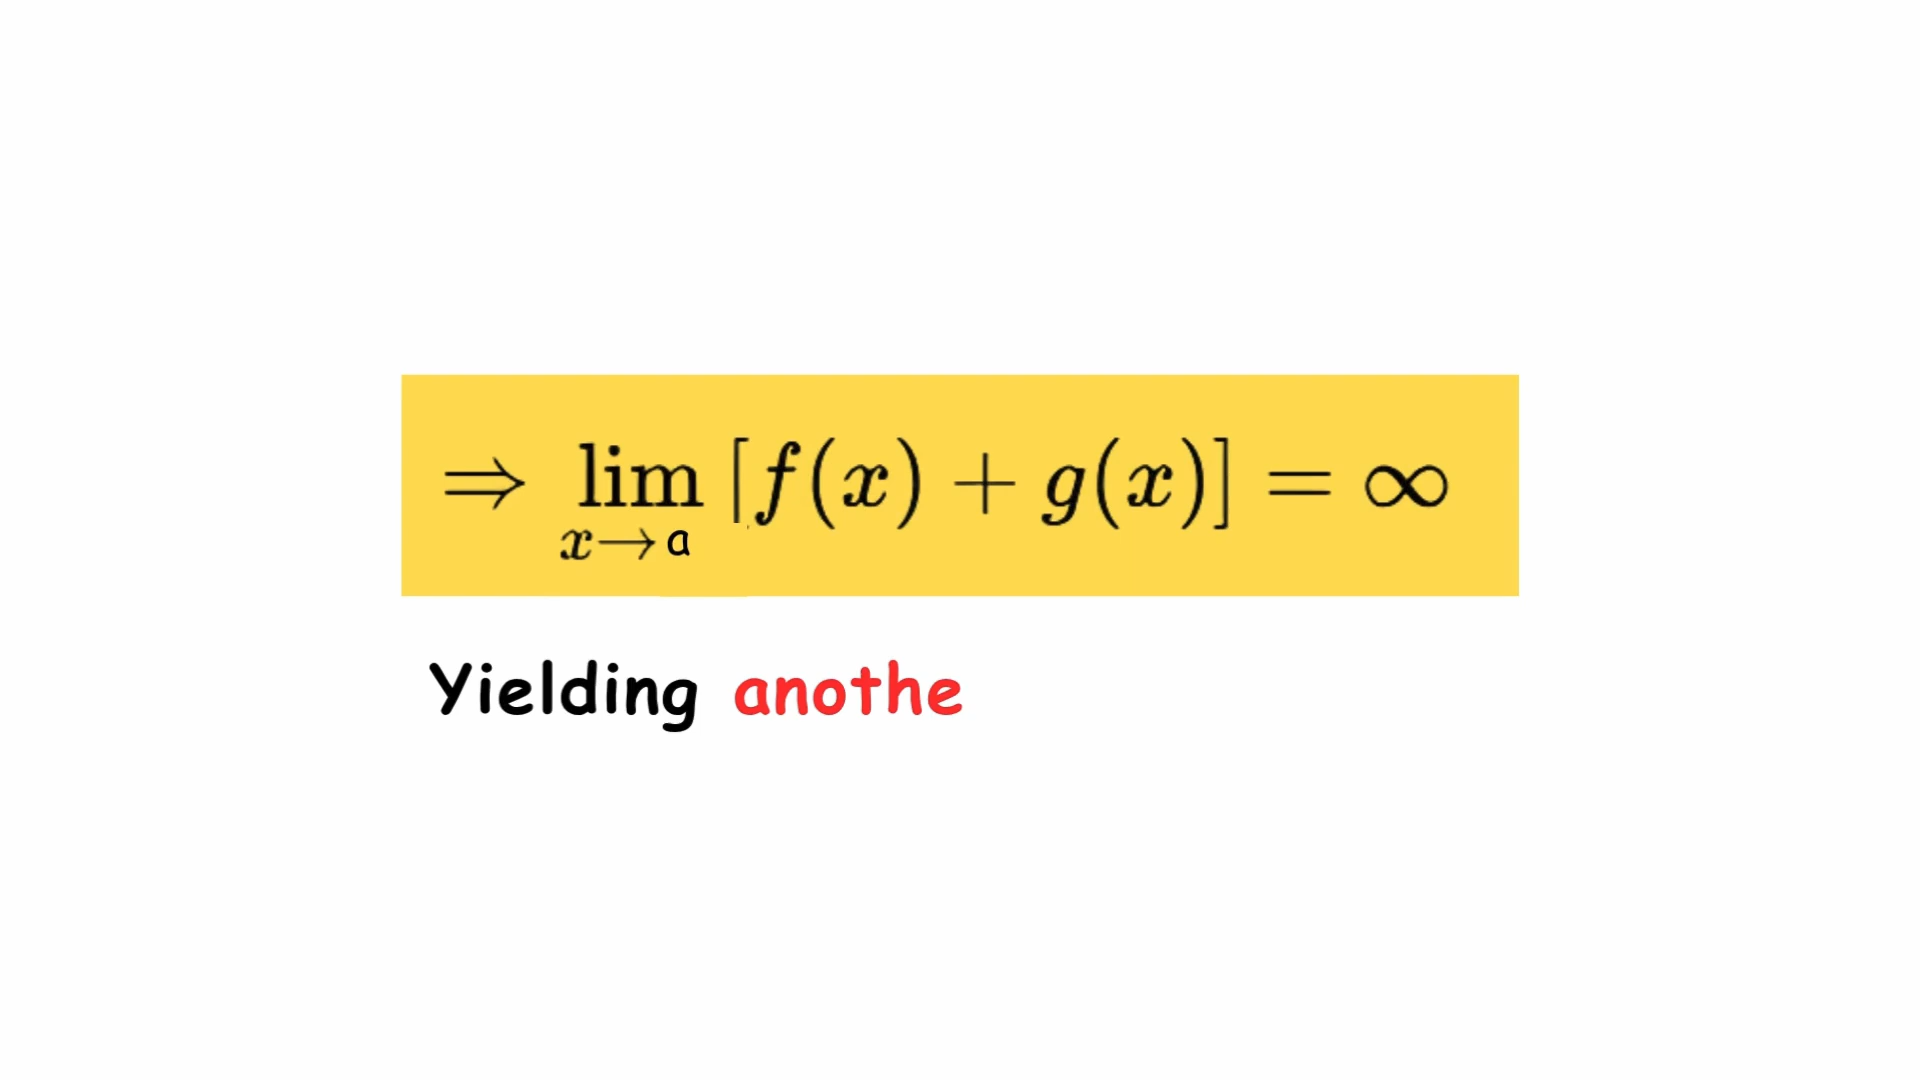 ⇒ lim [f(x) + g(x)] = ∞
x→a
Yielding anothe